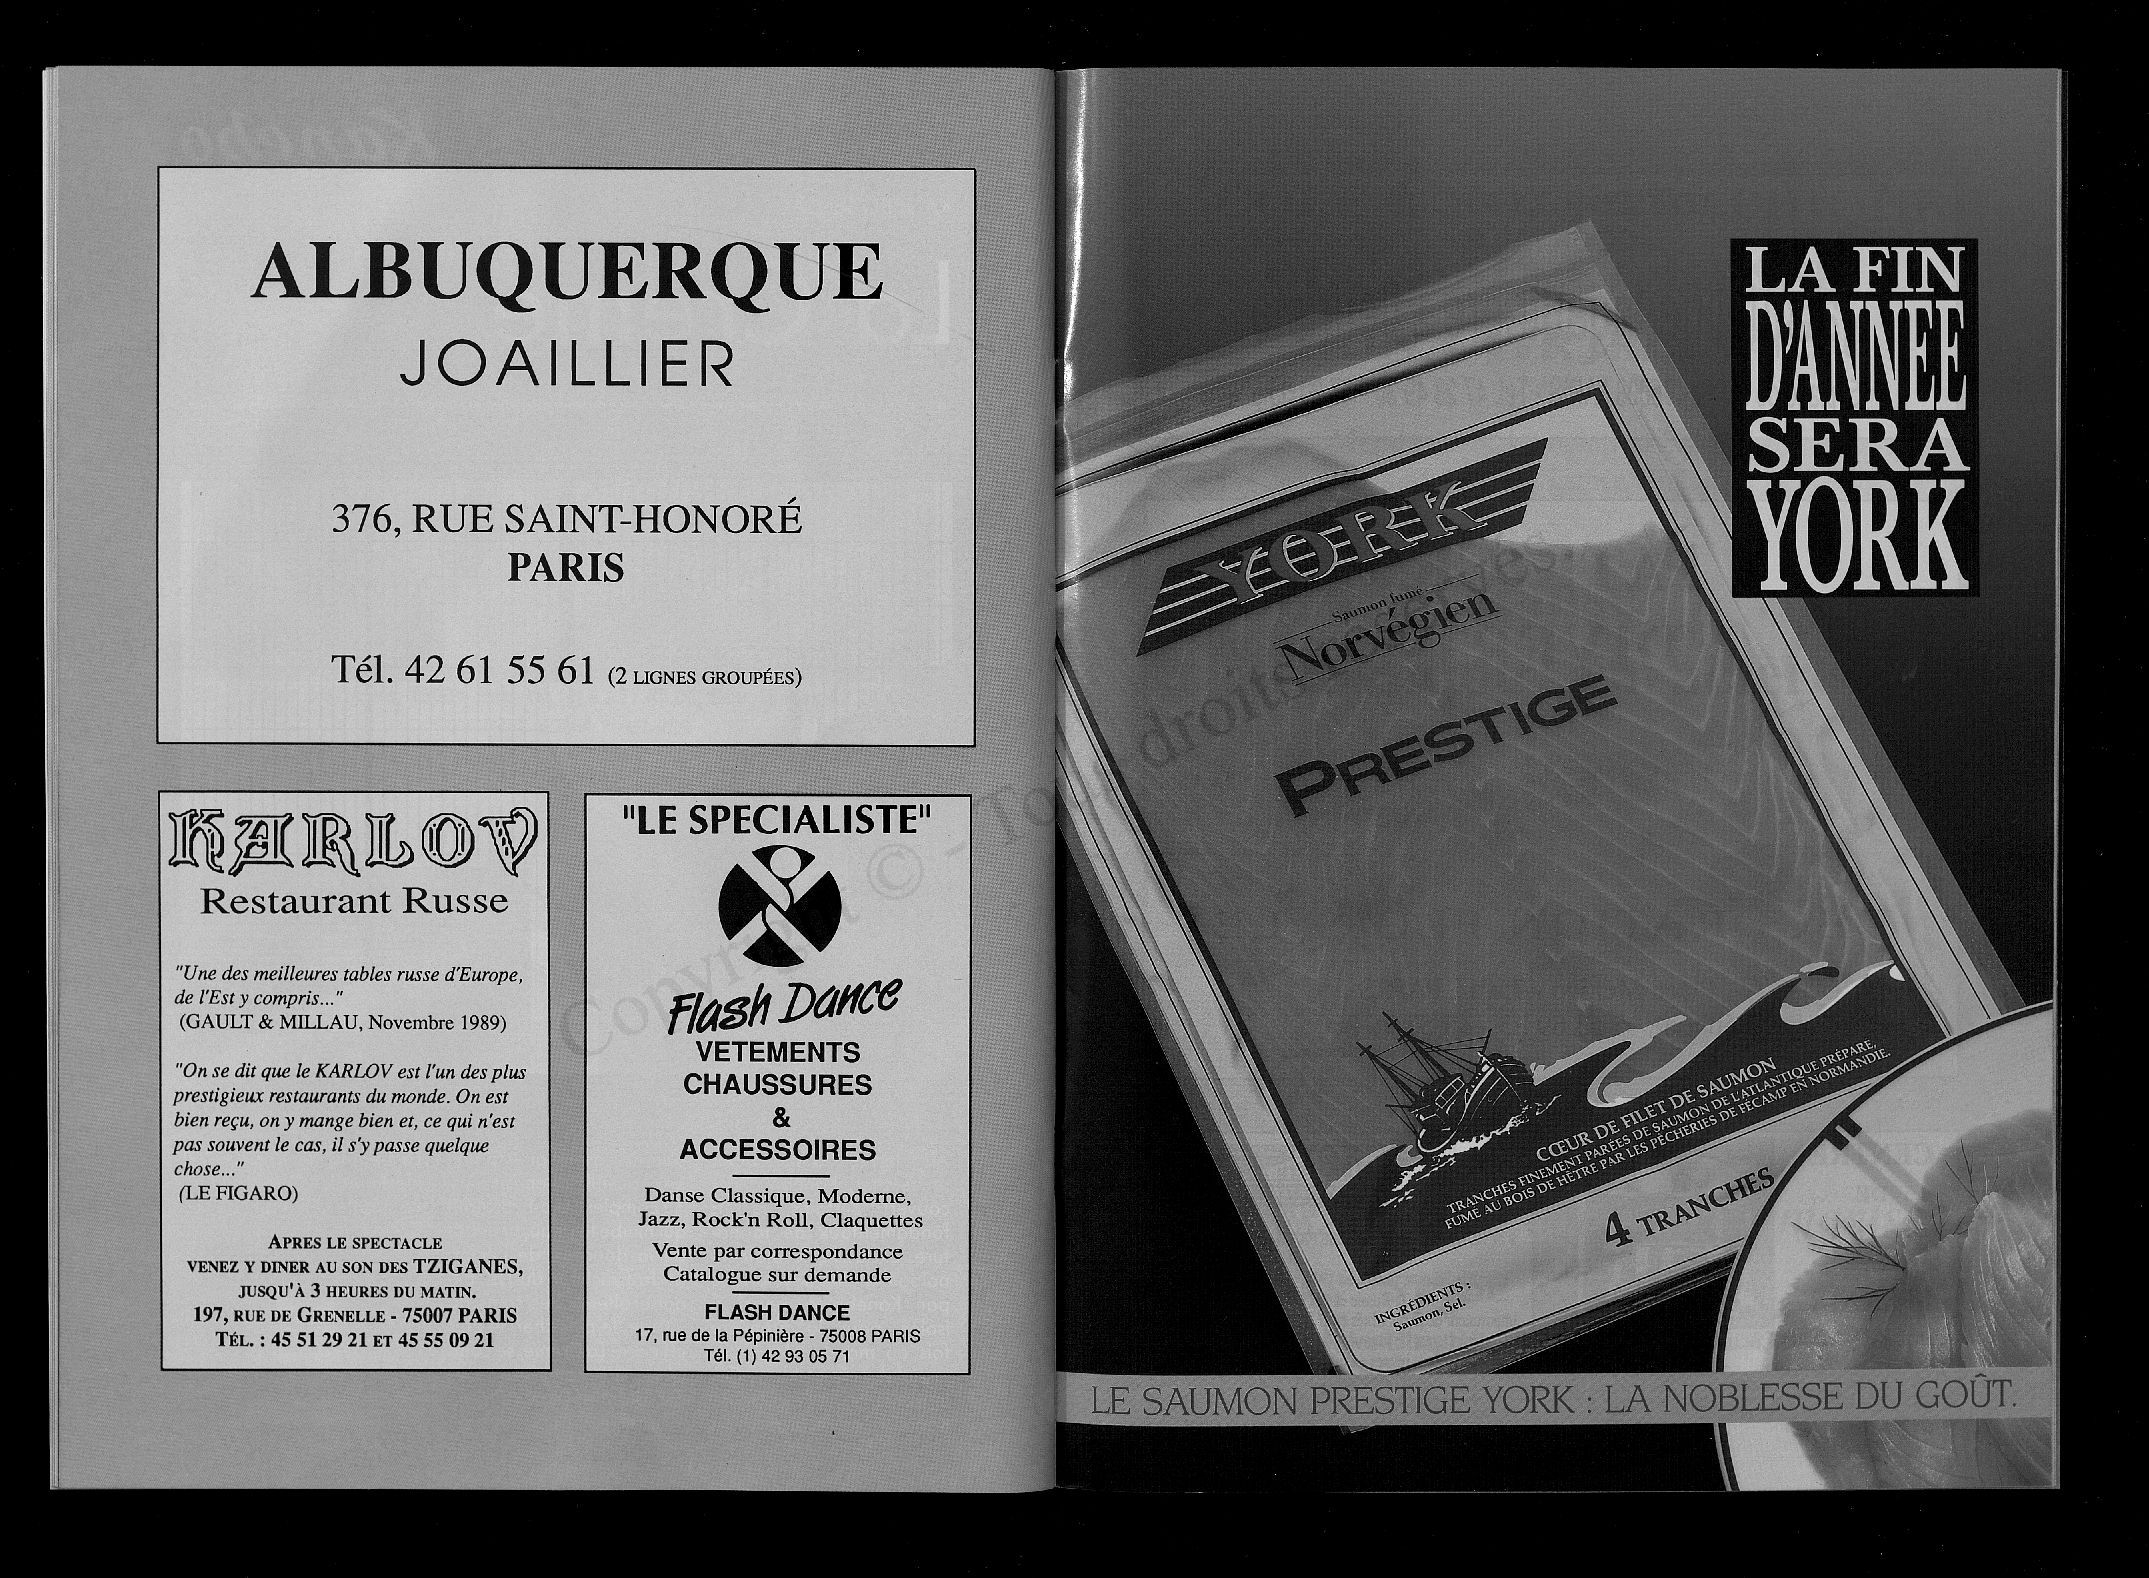 ALBUQUERQUE
JOAILLIER
376, RUE SAINT-HONORÉ
PARIS
Tél. 42 61 55 61 (2 LIGNES GROUPÉES)
KARLOV
Restaurant Russe
"Une des meilleures tables russe d'Europe,
de l'Est y compris..."
(GAULT & MILLAU, Novembre 1989)
"On se dit que le KARLOV est l'un des plus
prestigieux restaurants du monde. On est
bien reçu, on y mange bien et, ce qui n'est
pas souvent le cas, il s'y passe quelque
chose..."
(LE FIGARO)
APRES LE SPECTACLE
VENEZ Y DINER AU SON DES TZIGANES,
JUSQU'À 3 HEURES DU MATIN.
197, RUE DE GRENELLE - 75007 PARIS
TÉL. : 45 51 29 21 ET 45 55 09 21
"LE SPECIALISTE"
Flash Dance
VETEMENTS
CHAUSSURES
&
ACCESSOIRES
Danse Classique, Moderne,
Jazz, Rock'n Roll, Claquettes
Vente par correspondance
Catalogue sur demande
FLASH DANCE
17, rue de la Pépinière - 75008 PARIS
Tél. (1) 42 93 05 71
LA FIN
D'ANNEE
SERA
YORK
YORK
Saumon fumé
Norvégien
PRESTIGE
CŒUR DE FILET DE SAUMON
TRANCHES FINEMENT PARÉES DE SAUMON DE L'ATLANTIQUE PRÉPARÉ,
FUMÉ AU BOIS DE HÊTRE PAR LES PÊCHERIES DE FÉCAMP EN NORMANDIE.
4 TRANCHES
INGRÉDIENTS :
Saumon, Sel.
LE SAUMON PRESTIGE YORK : LA NOBLESSE DU GOÛT.
Copyright © - Tous droits